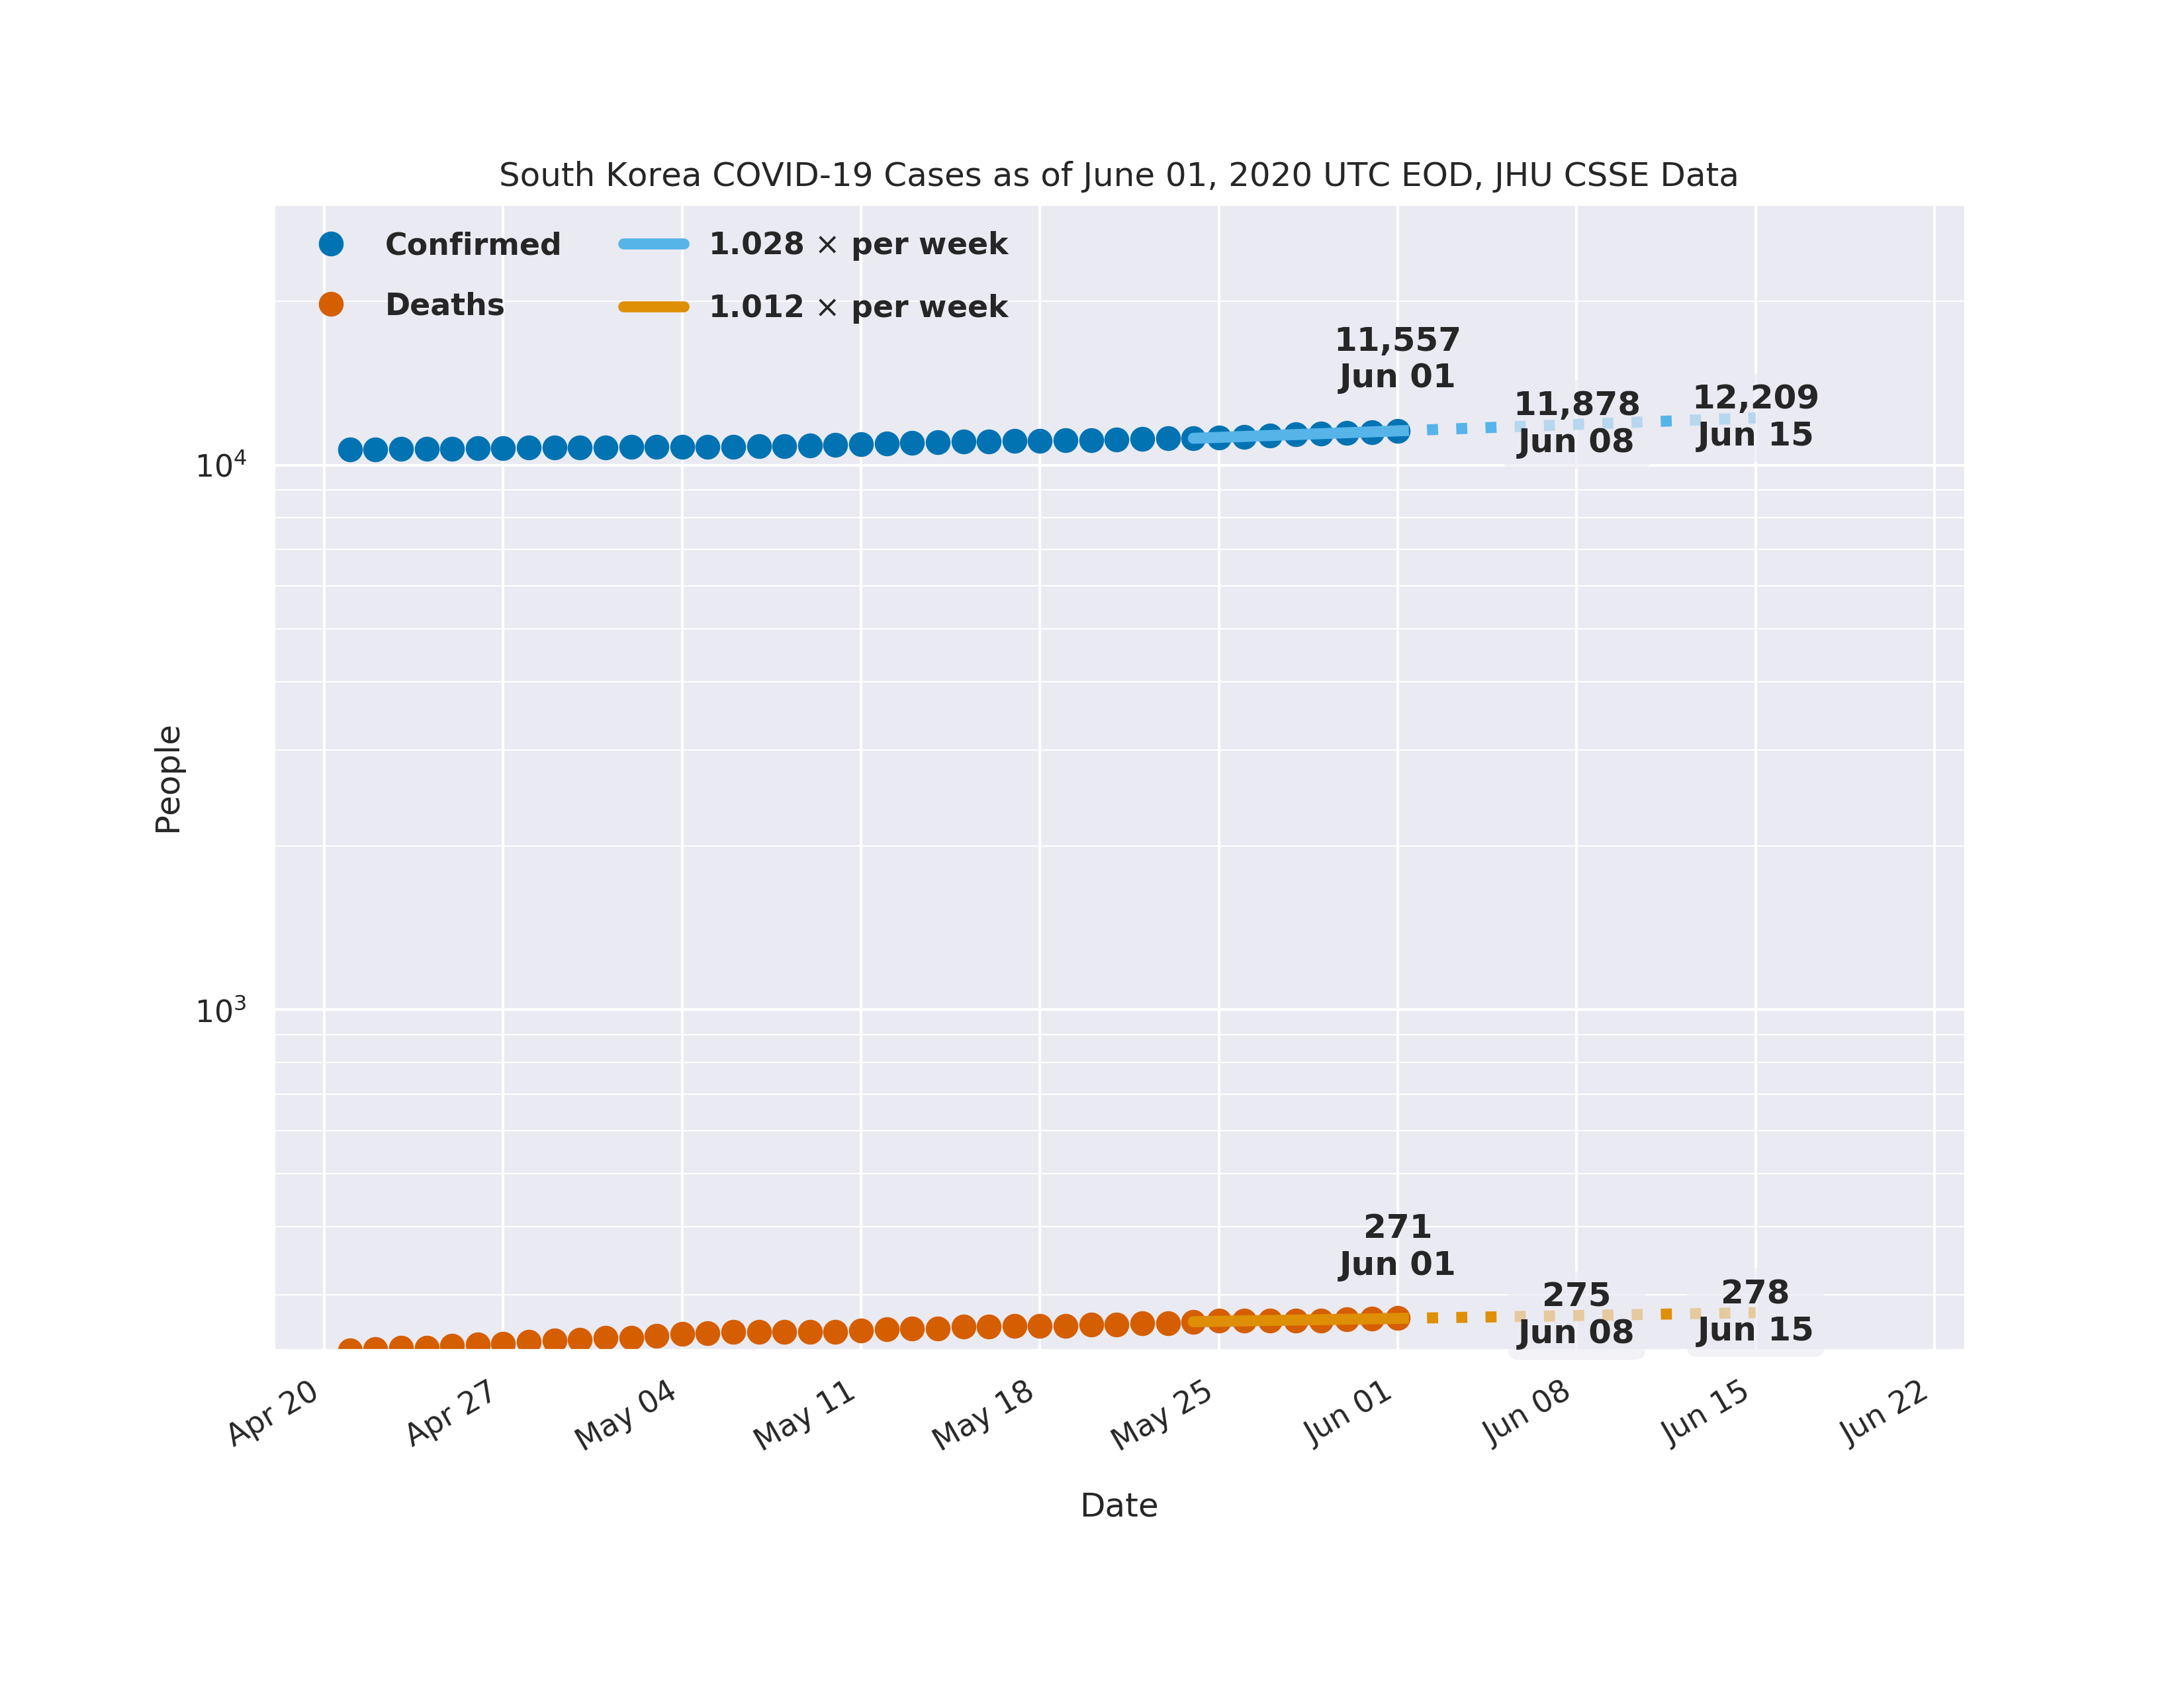 South Korea COVID-19 Cases as of June 01, 2020 UTC EOD, JHU CSSE Data
Confirmed
Deaths
1.028 × per week
1.012 × per week
11,557
Jun 01
11,878
Jun 08
12,209
Jun 15
10⁴
10³
People
271
Jun 01
275
Jun 08
278
Jun 15
Apr 20
Apr 27
May 04
May 11
May 18
May 25
Jun 01
Jun 08
Jun 15
Jun 22
Date